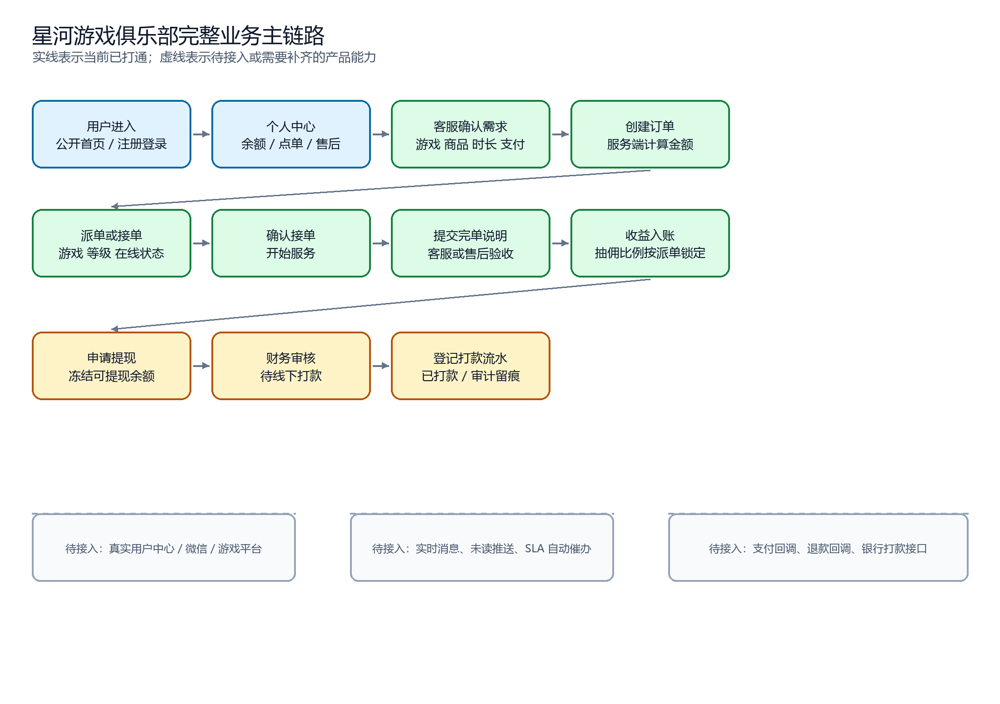 星河游戏俱乐部完整业务主链路
实线表示当前已打通；虚线表示待接入或需要补齐的产品能力
用户进入
公开首页 / 注册登录
个人中心
余额 / 点单 / 售后
客服确认需求
游戏 商品 时长 支付
创建订单
服务端计算金额
派单或接单
游戏 等级 在线状态
确认接单
开始服务
提交完单说明
客服或售后验收
收益入账
抽佣比例按派单锁定
申请提现
冻结可提现余额
财务审核
待线下打款
登记打款流水
已打款 / 审计留痕
待接入：真实用户中心 / 微信 / 游戏平台
待接入：实时消息、未读推送、SLA 自动催办
待接入：支付回调、退款回调、银行打款接口